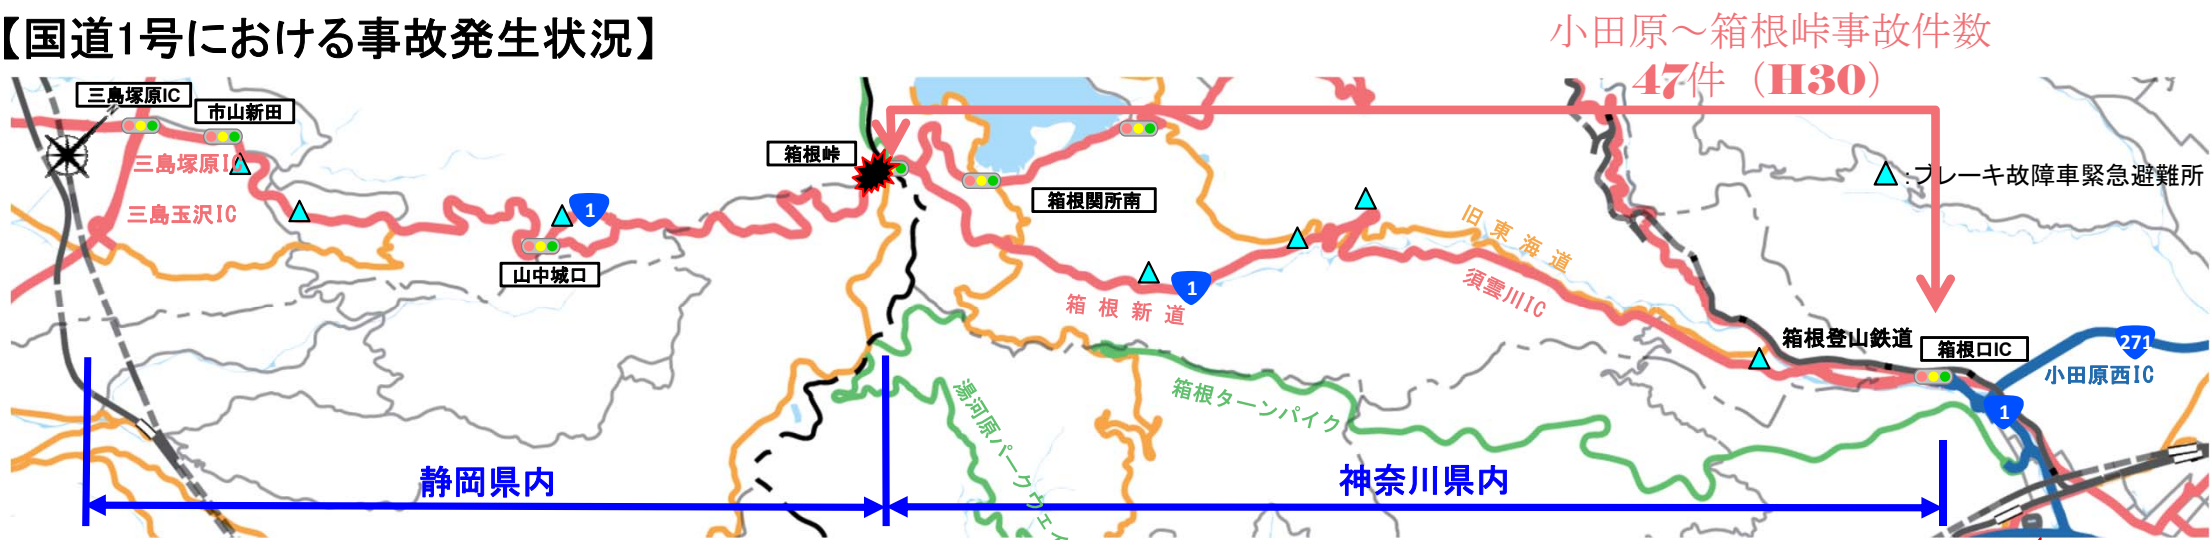 【国道1号における事故発生状況】
小田原～箱根峠事故件数
47件（H30）
三島塚原IC
市山新田
三島塚原IC
三島玉沢IC
山中城口
1
箱根峠
箱根関所南
：ブレーキ故障車緊急避難所
旧東海道
須雲川IC
箱根新道
1
箱根登山鉄道
箱根口IC
271
小田原西IC
1
箱根ターンパイク
湯河原パークウェイ
静岡県内
神奈川県内